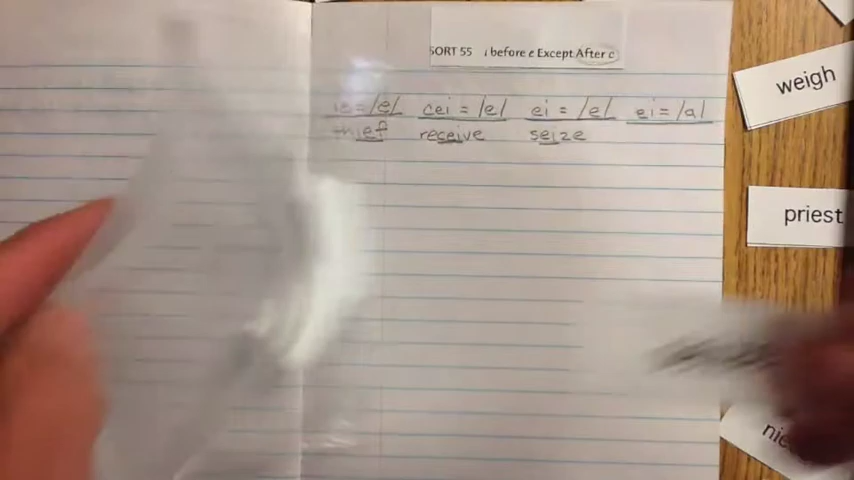 SORT 55 i before e Except After c
ie = /e/ cei = /e/ ei = /e/ ei = /a/
thief receive seize
weigh
priest